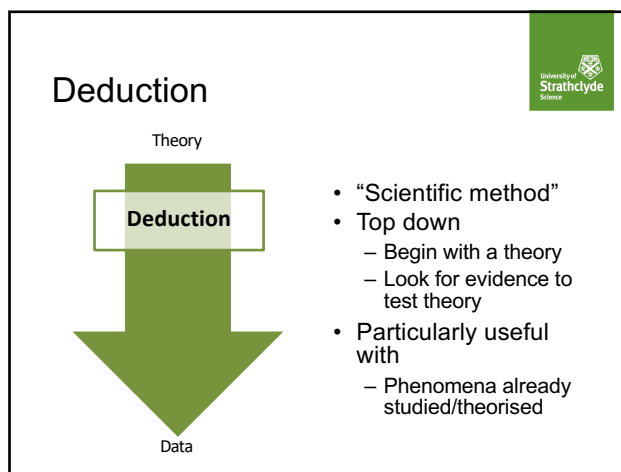 University of
Strathclyde
Science
Deduction
Theory
Deduction
Data
• “Scientific method”
• Top down
– Begin with a theory
– Look for evidence to
test theory
• Particularly useful
with
– Phenomena already
studied/theorised